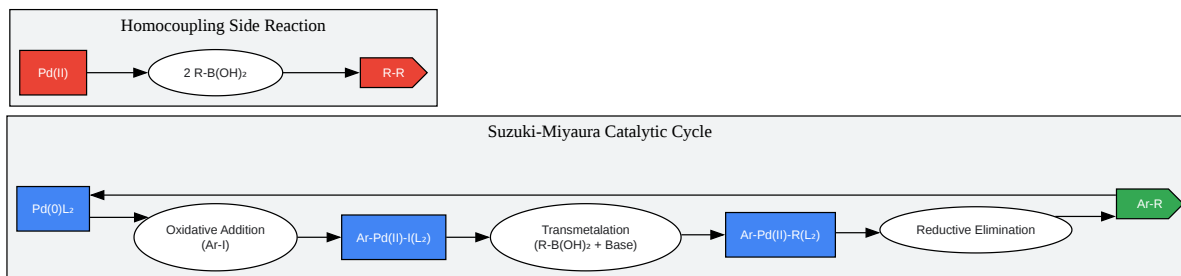 Homocoupling Side Reaction
Pd(II)
2 R-B(OH)₂
R-R
Suzuki-Miyaura Catalytic Cycle
Pd(0)L₂
Oxidative Addition
(Ar-I)
Ar-Pd(II)-I(L₂)
Transmetalation
(R-B(OH)₂ + Base)
Ar-Pd(II)-R(L₂)
Reductive Elimination
Ar-R